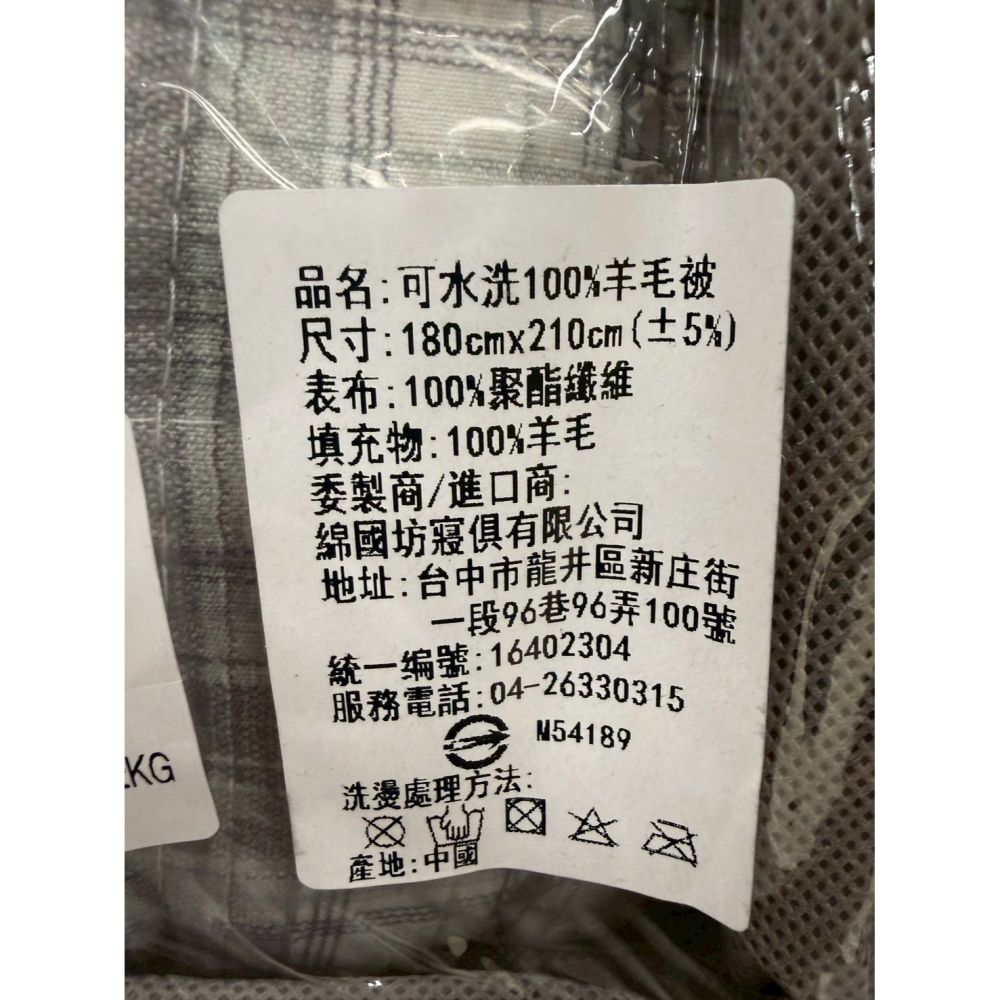 品名:可水洗100%羊毛被
尺寸:180cmx210cm(±5%)
表布:100%聚酯纖維
填充物:100%羊毛
委製商/進口商:
綿國坊寢俱有限公司
地址:台中市龍井區新庄街
一段96巷96弄100號
統一編號:16402304
服務電話:04-26330315
M54189
洗燙處理方法:
產地:中國
KG